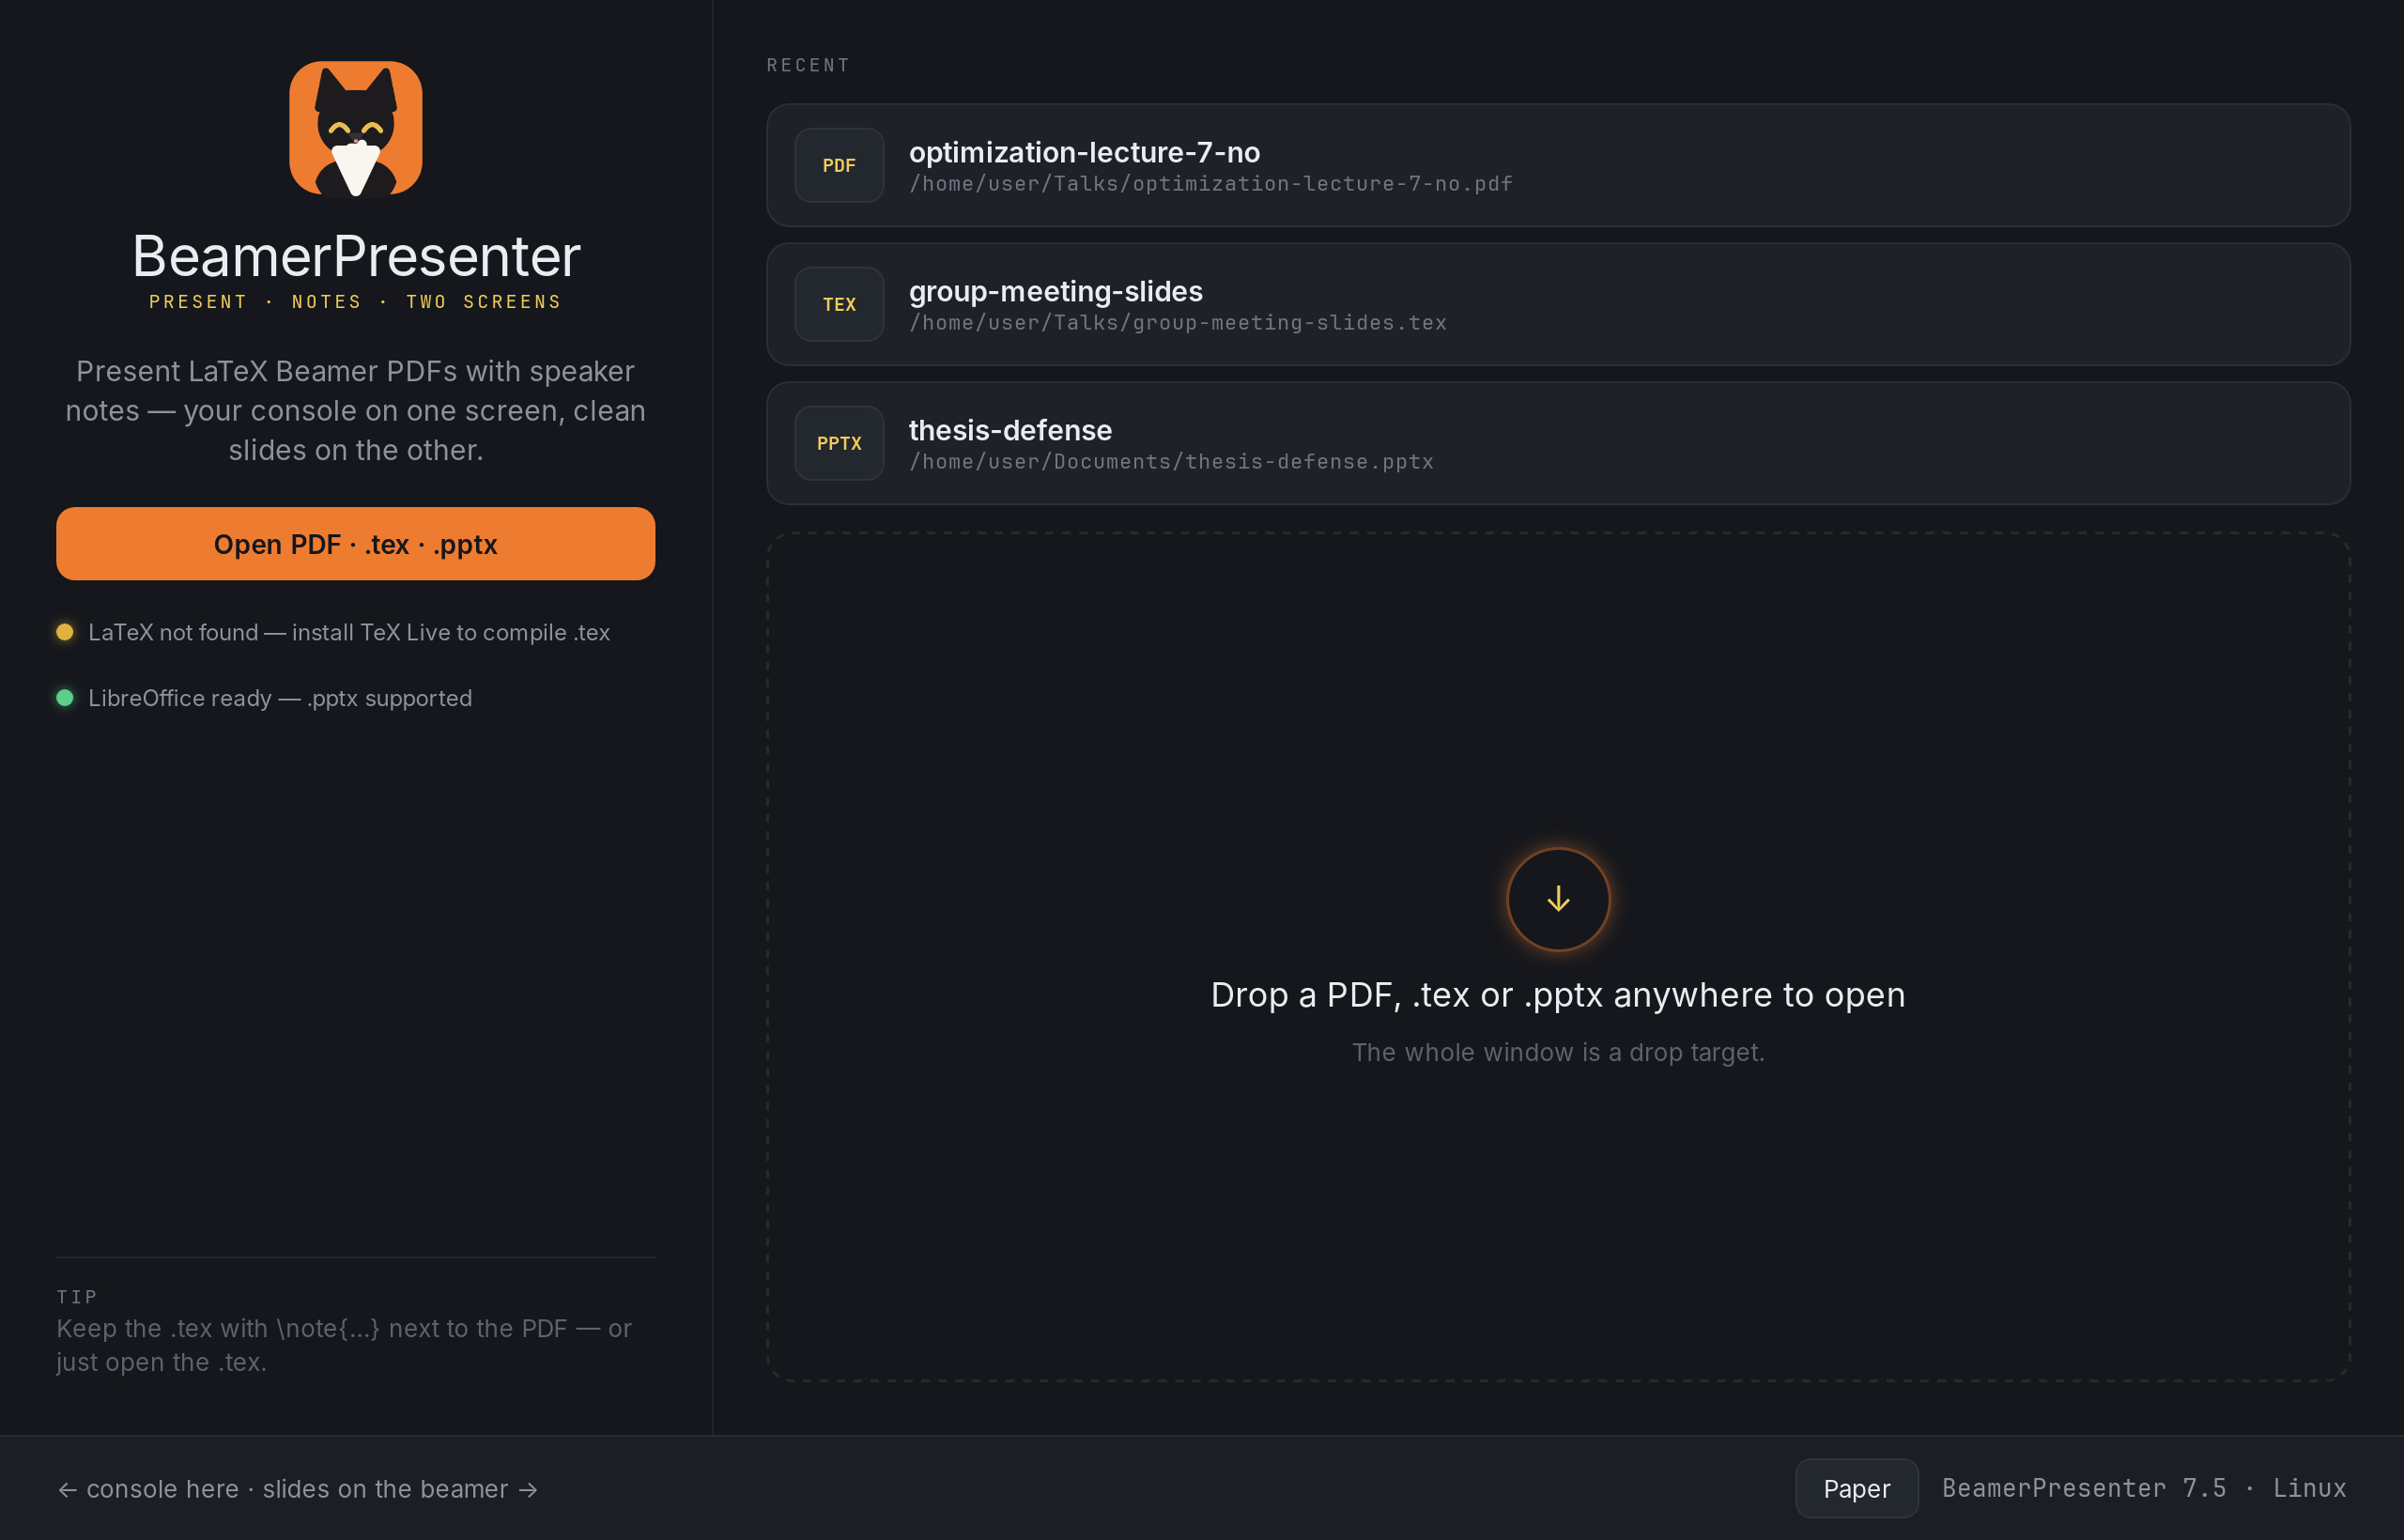 BeamerPresenter
PRESENT · NOTES · TWO SCREENS
Present LaTeX Beamer PDFs with speaker
notes — your console on one screen, clean
slides on the other.
Open PDF · .tex · .pptx
LaTeX not found — install TeX Live to compile .tex
LibreOffice ready — .pptx supported
TIP
Keep the .tex with \note{…} next to the PDF — or
just open the .tex.
RECENT
PDF
optimization-lecture-7-no
/home/user/Talks/optimization-lecture-7-no.pdf
TEX
group-meeting-slides
/home/user/Talks/group-meeting-slides.tex
PPTX
thesis-defense
/home/user/Documents/thesis-defense.pptx
↓
Drop a PDF, .tex or .pptx anywhere to open
The whole window is a drop target.
← console here · slides on the beamer →
Paper
BeamerPresenter 7.5 · Linux